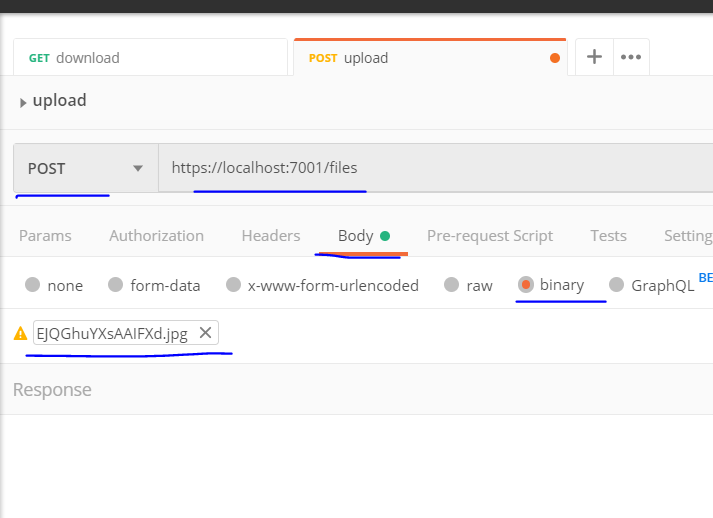 GET download POST upload + •••
upload
POST https://localhost:7001/files
Params Authorization Headers Body Pre-request Script Tests Setting
none form-data x-www-form-urlencoded raw binary GraphQL BE
EJQGhuYXsAAIFXd.jpg
Response